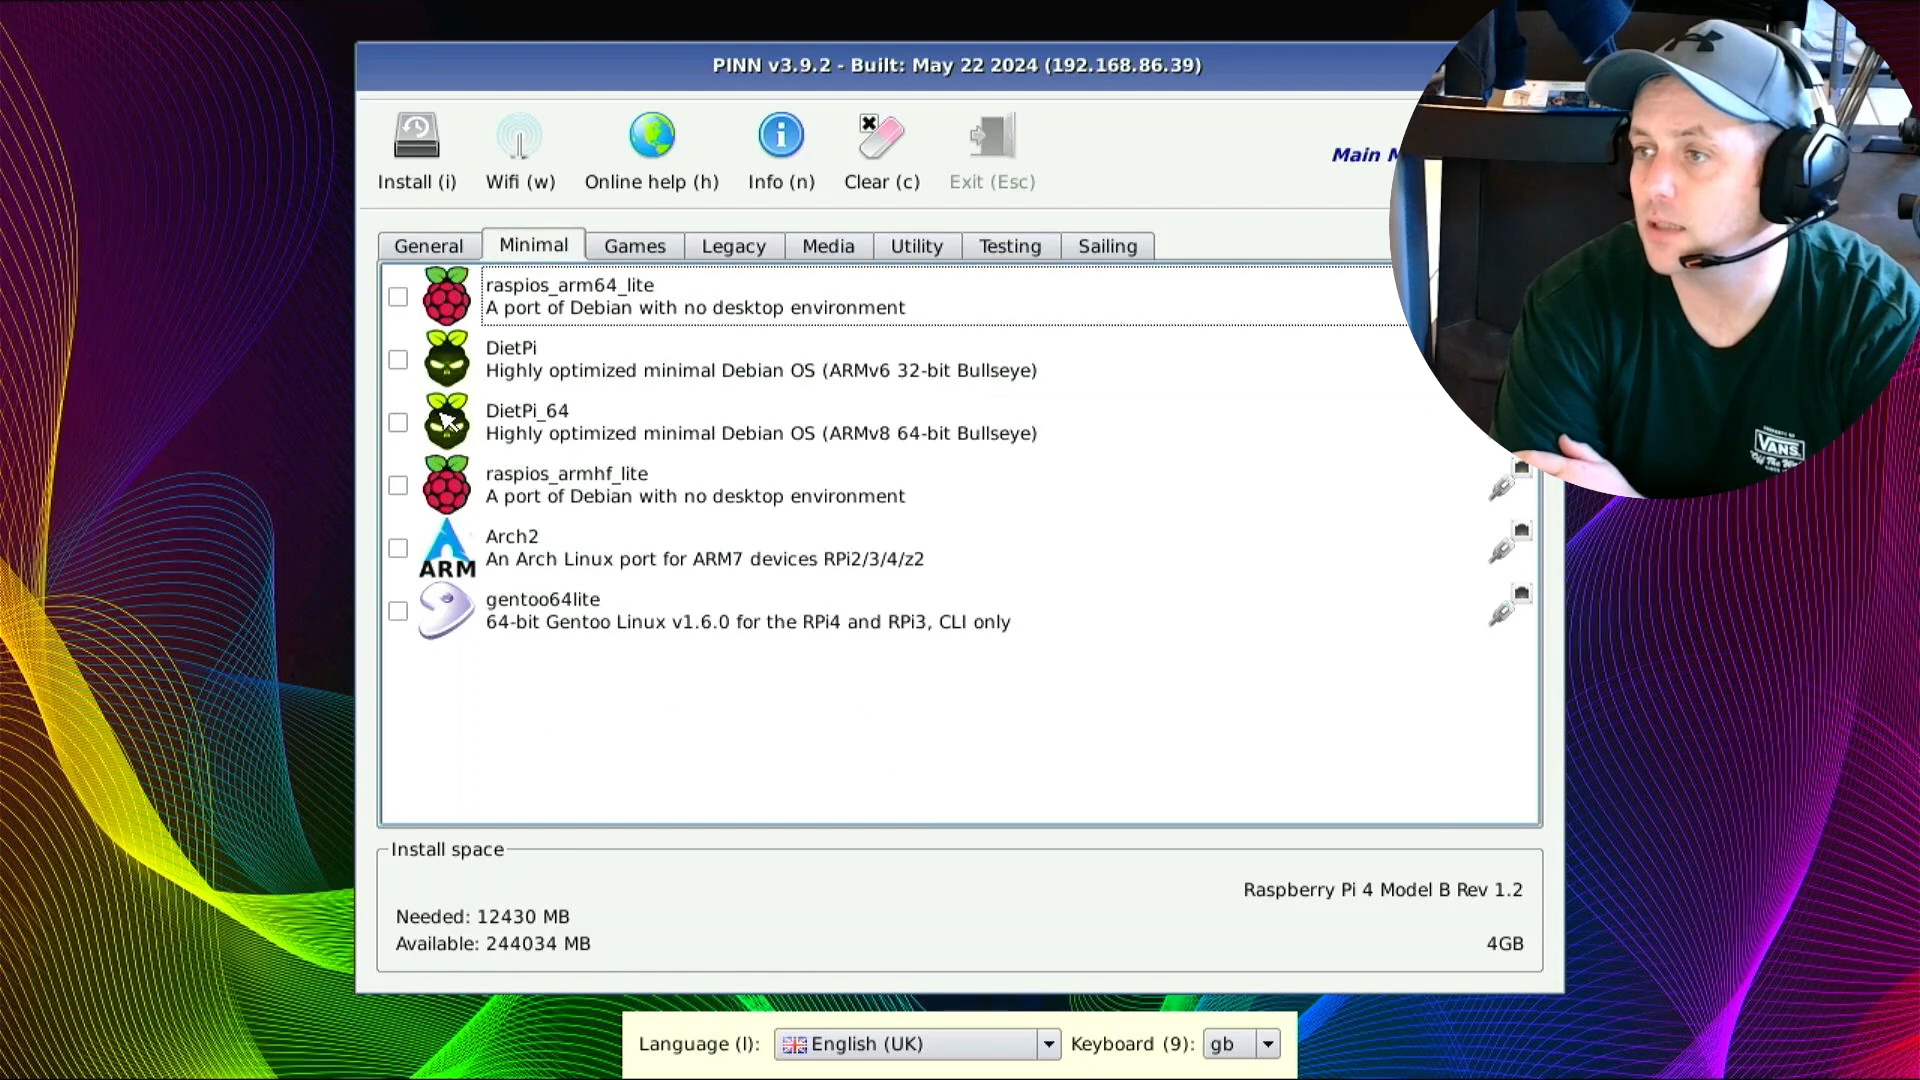 PINN v3.9.2 - Built: May 22 2024 (192.168.86.39)
Install (i)
Wifi (w)
Online help (h)
Info (n)
Clear (c)
Exit (Esc)
Main
General
Minimal
Games
Legacy
Media
Utility
Testing
Sailing
raspios_arm64_lite
A port of Debian with no desktop environment
DietPi
Highly optimized minimal Debian OS (ARMv6 32-bit Bullseye)
DietPi_64
Highly optimized minimal Debian OS (ARMv8 64-bit Bullseye)
raspios_armhf_lite
A port of Debian with no desktop environment
ARM
Arch2
An Arch Linux port for ARM7 devices RPi2/3/4/z2
gentoo64lite
64-bit Gentoo Linux v1.6.0 for the RPi4 and RPi3, CLI only
VANS
Install space
Raspberry Pi 4 Model B Rev 1.2
Needed: 12430 MB
Available: 244034 MB
4GB
Language (l):
English (UK)
Keyboard (9):
gb